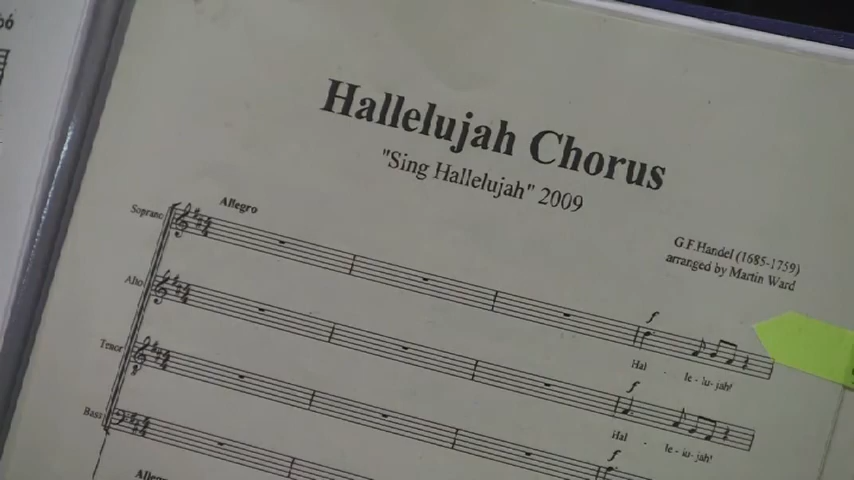 Hallelujah Chorus
"Sing Hallelujah" 2009
G.F.Handel (1685-1759)
arranged by Martin Ward
Allegro
Soprano
f
Hal - le - lu - jah!
Alto
f
Hal - le - lu - jah!
Tenor
f
Bass